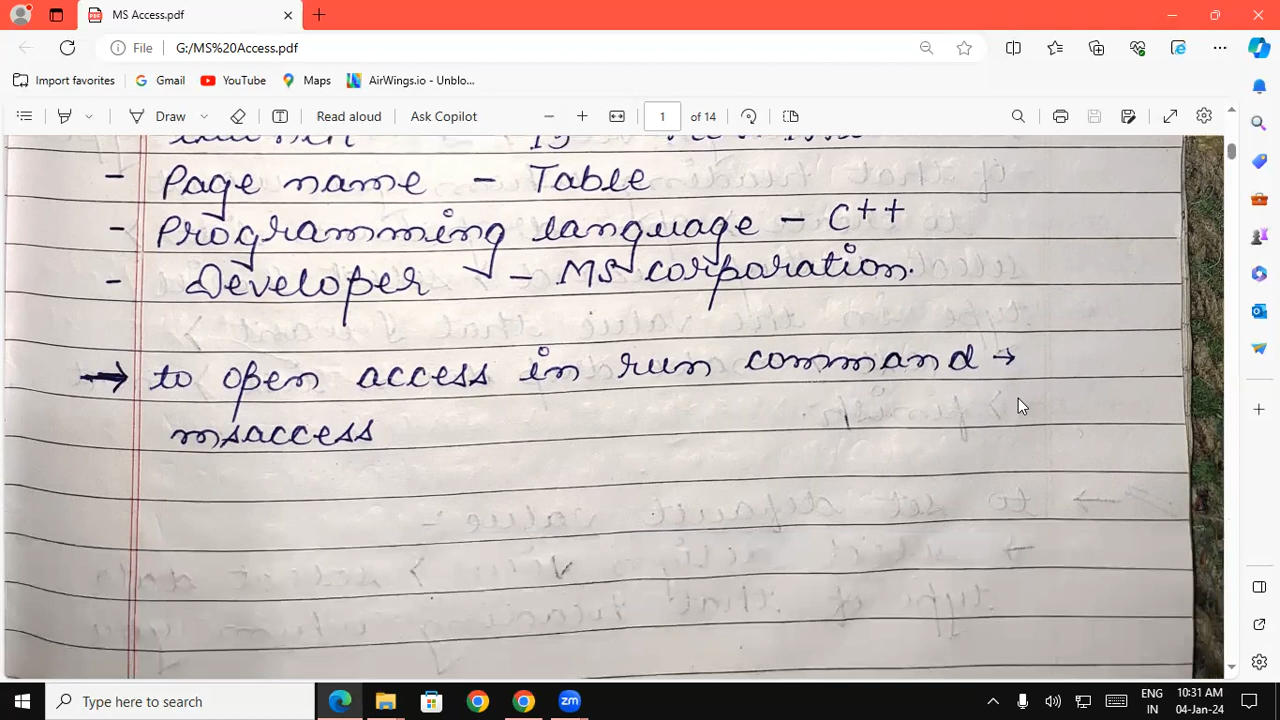 MS Access.pdf
File G:/MS%20Access.pdf
Import favorites Gmail YouTube Maps AirWings.io - Unblo...
Draw Read aloud Ask Copilot 1 of 14
- Page name - Table
- Programming language - C++
- Developer - MS corporation.
→ to open access in run command →
msaccess
Type here to search zm ENG IN 10:31 AM 04-Jan-24